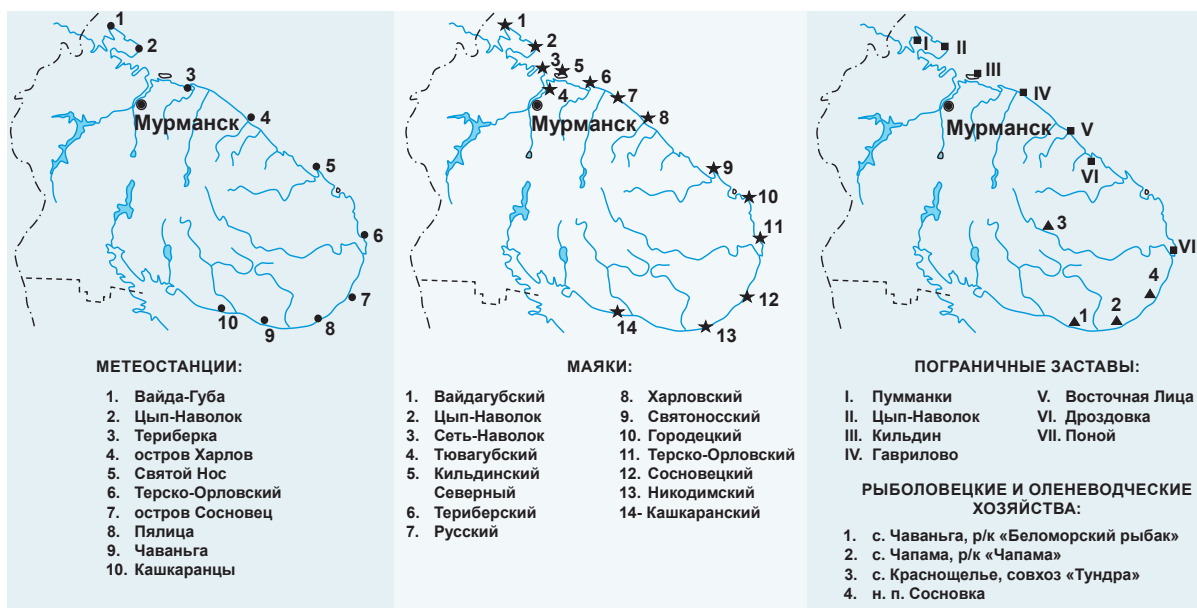 1
2
3
4
Мурманск
5
6
7
8
9
10
МЕТЕОСТАНЦИИ:
1. Вайда-Губа
2. Цып-Наволок
3. Териберка
4. остров Харлов
5. Святой Нос
6. Терско-Орловский
7. остров Сосновец
8. Пялица
9. Чаваньга
10. Кашкаранцы
1
2
3
5
6
4
7
Мурманск
8
9
10
11
12
13
14
МАЯКИ:
1. Вайдагубский
2. Цып-Наволок
3. Сеть-Наволок
4. Тювагубский
5. Кильдинский
Северный
6. Териберский
7. Русский
8. Харловский
9. Святоносский
10. Городецкий
11. Терско-Орловский
12. Сосновецкий
13. Никодимский
14- Кашкаранский
I
II
III
IV
Мурманск
V
VI
3
VI
4
1
2
ПОГРАНИЧНЫЕ ЗАСТАВЫ:
I. Пумманки
II. Цып-Наволок
III. Кильдин
IV. Гаврилово
V. Восточная Лица
VI. Дроздовка
VII. Поной
РЫБОЛОВЕЦКИЕ И ОЛЕНЕВОДЧЕСКИЕ
ХОЗЯЙСТВА:
1. с. Чаваньга, р/к «Беломорский рыбак»
2. с. Чапама, р/к «Чапама»
3. с. Краснощелье, совхоз «Тундра»
4. н. п. Сосновка